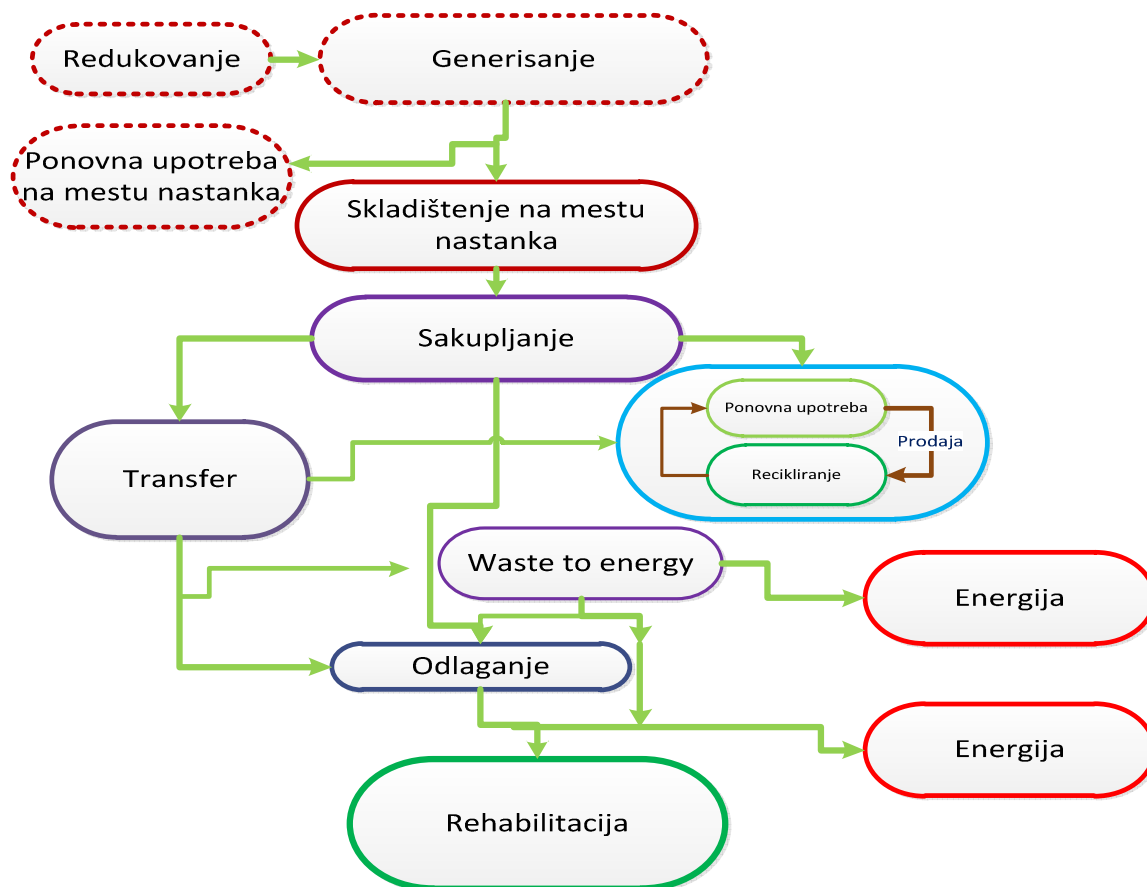 Redukovanje
Generisanje
Ponovna upotreba
na mestu nastanka
Skladištenje na mestu
nastanka
Sakupljanje
Ponovna upotreba
Prodaja
Recikliranje
Transfer
Waste to energy
Energija
Odlaganje
Energija
Rehabilitacija